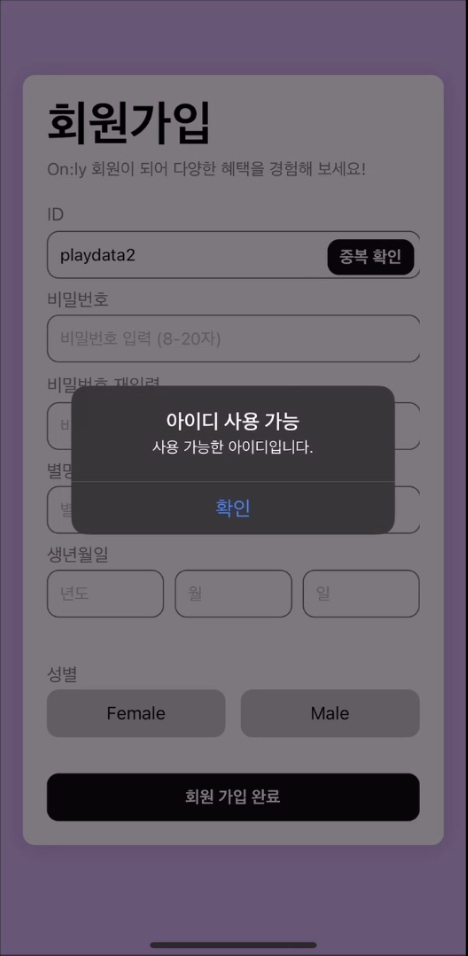 회원가입
On:ly 회원이 되어 다양한 혜택을 경험해 보세요!
ID
playdata2
중복 확인
비밀번호
비밀번호 입력 (8-20자)
비밀번호 재입력
아이디 사용 가능
사용 가능한 아이디입니다.
확인
생년월일
년도
월
일
성별
Female
Male
회원 가입 완료